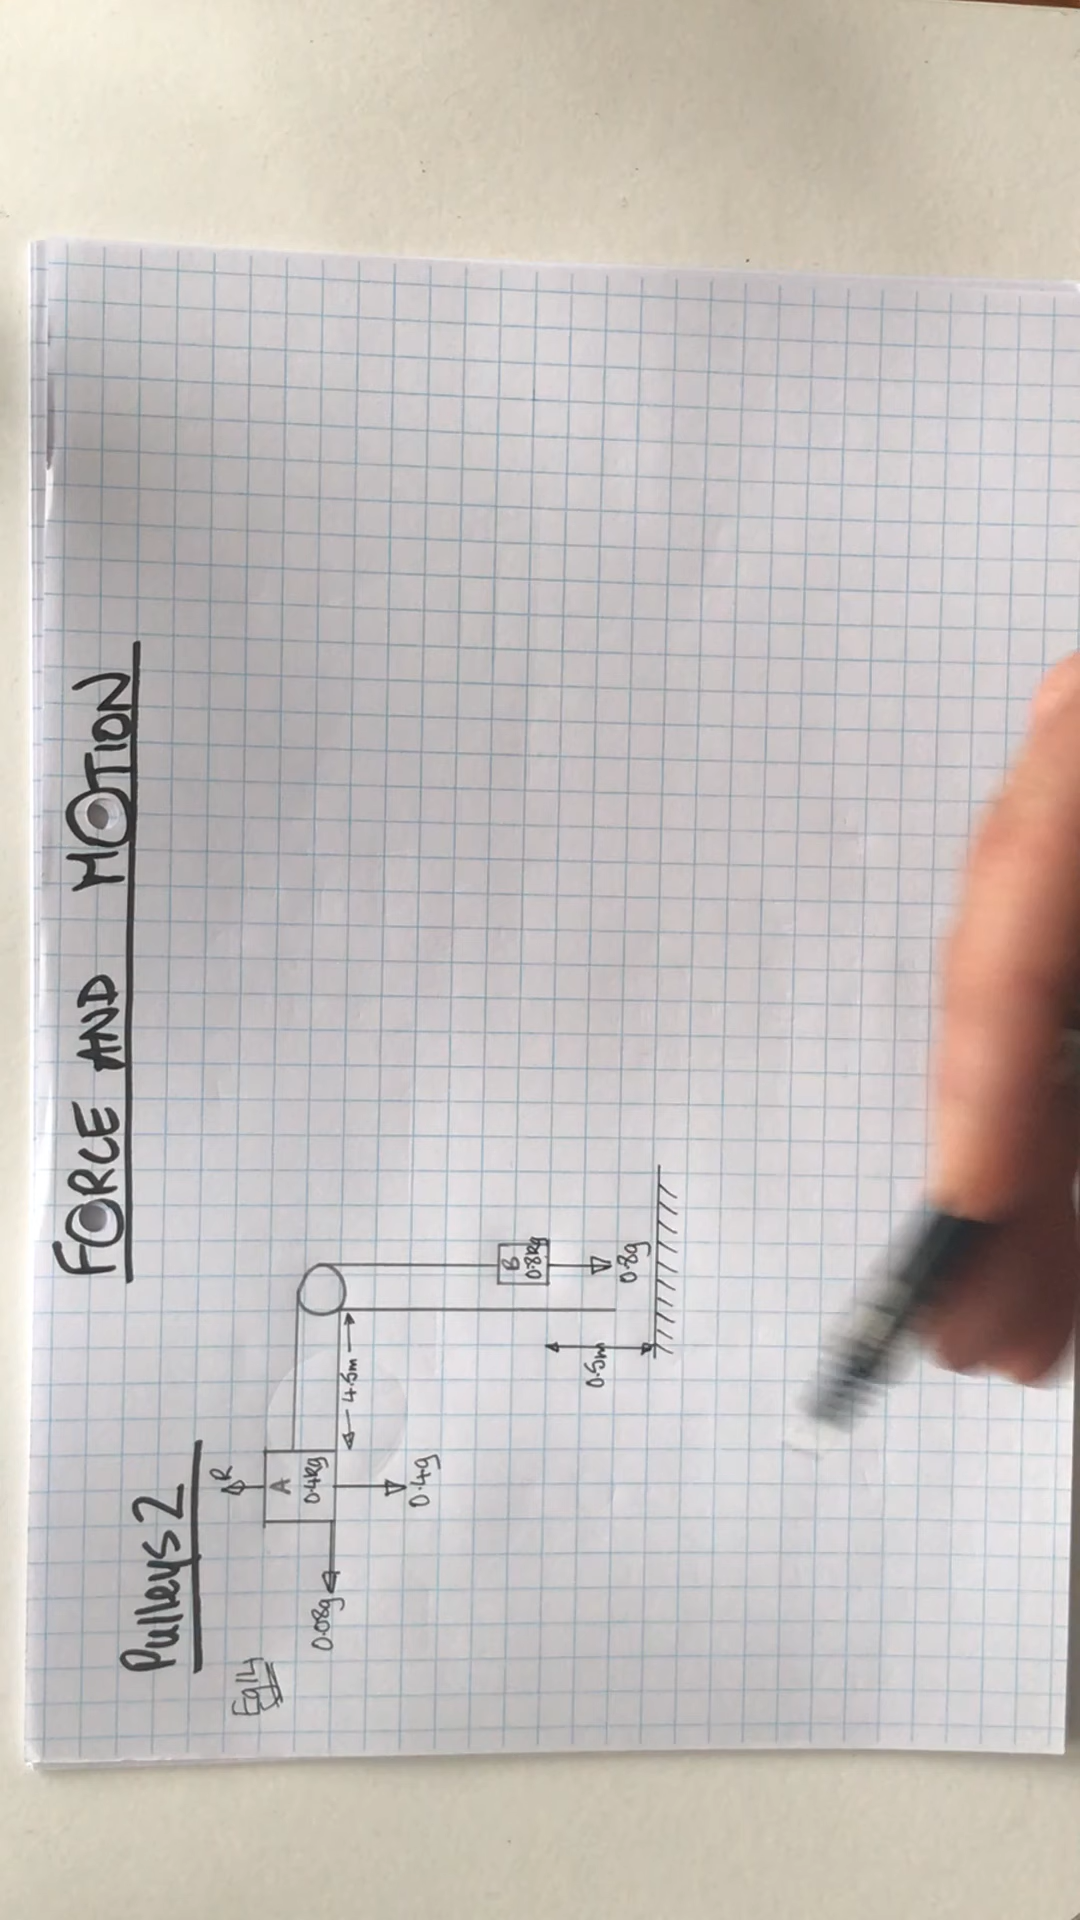 FORCE AND MOTION
Pulleys 2
Eg14
R
A
0.4kg
0.08g
4.5m
0.4g
B
0.8kg
0.8g
0.5m